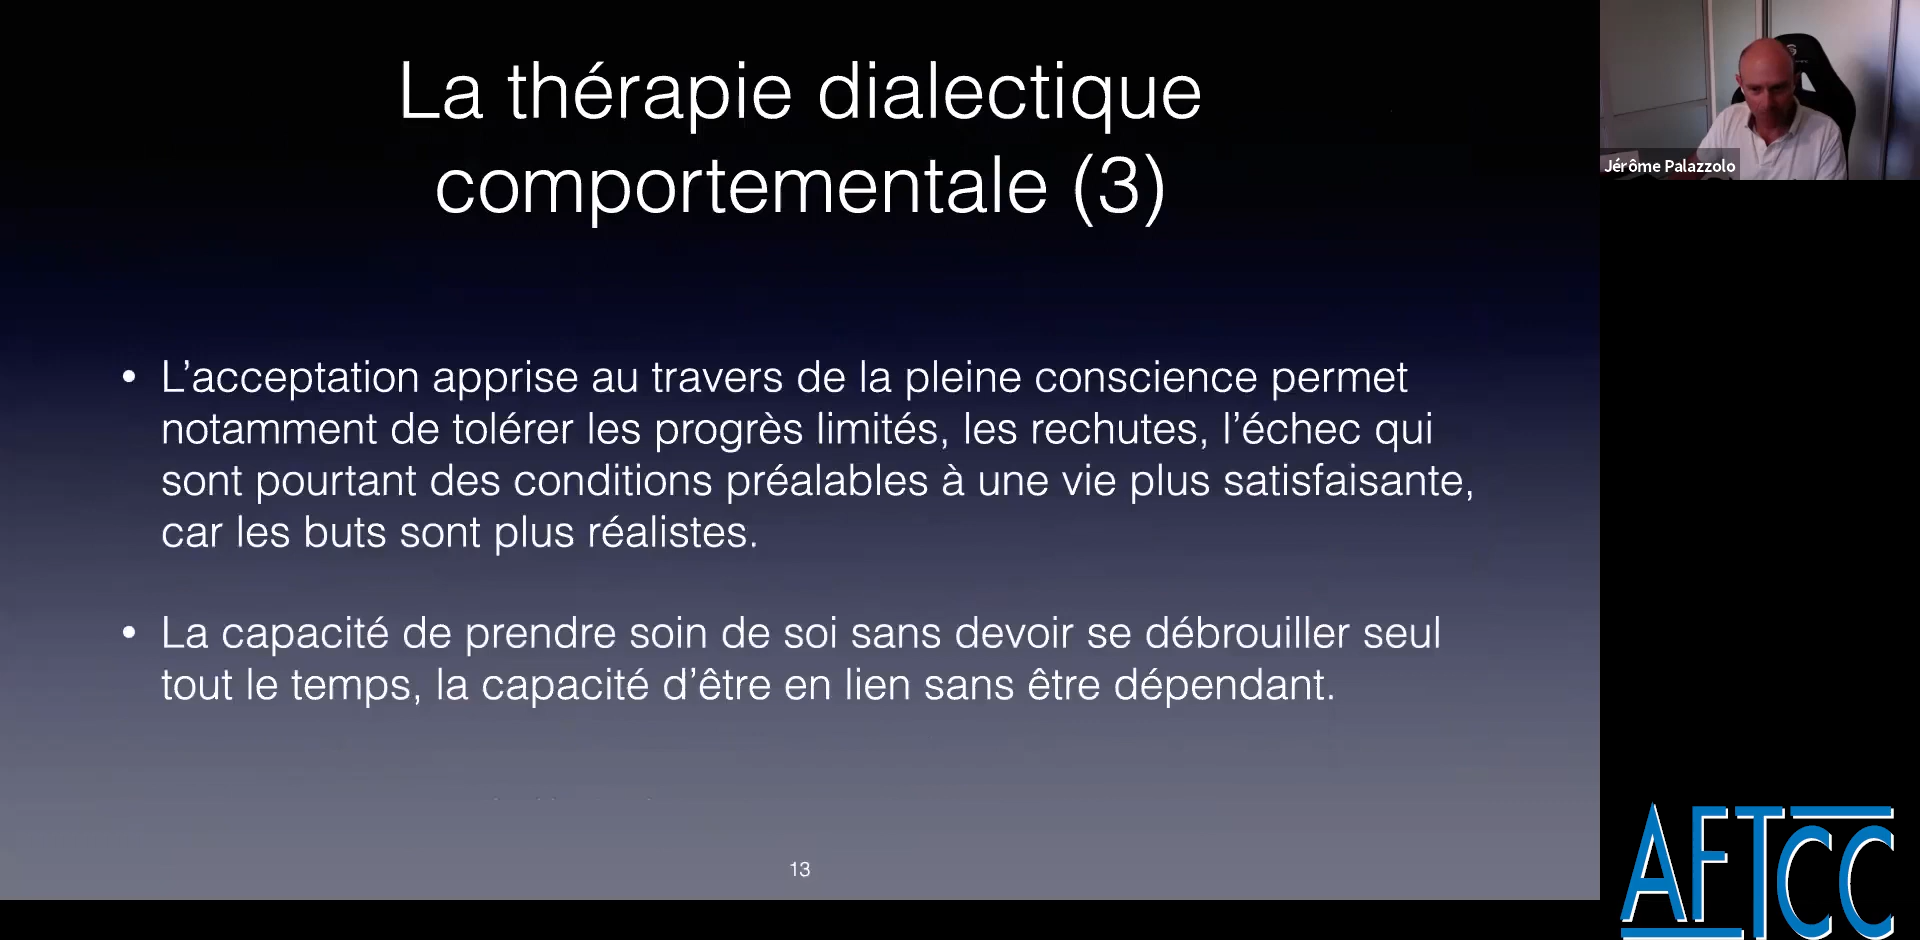 La thérapie dialectique
comportementale (3)
• L’acceptation apprise au travers de la pleine conscience permet
notamment de tolérer les progrès limités, les rechutes, l’échec qui
sont pourtant des conditions préalables à une vie plus satisfaisante,
car les buts sont plus réalistes.
• La capacité de prendre soin de soi sans devoir se débrouiller seul
tout le temps, la capacité d’être en lien sans être dépendant.
13
Jérôme Palazzolo
AFTCC